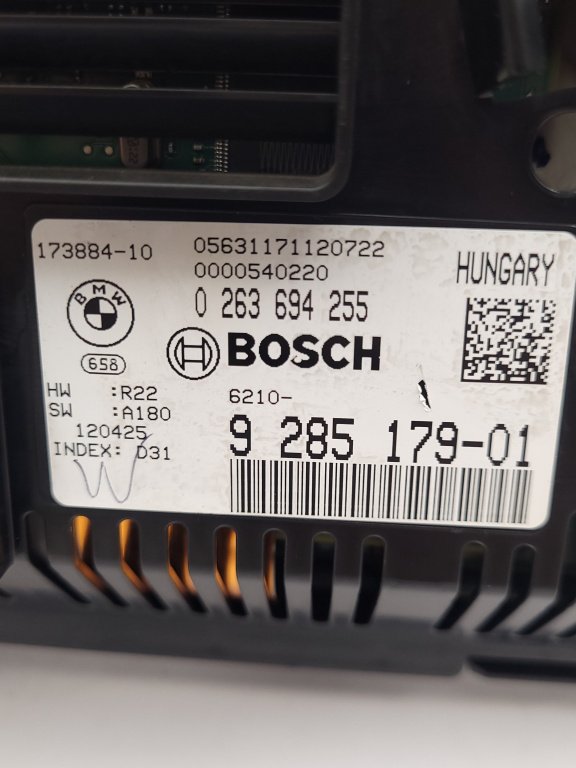 173884-10
05631171120722
0000540220
HUNGARY
0 263 694 255
BMW
BOSCH
658
HW :R22
SW :A180
120425
INDEX: D31
6210-
9 285 179-01